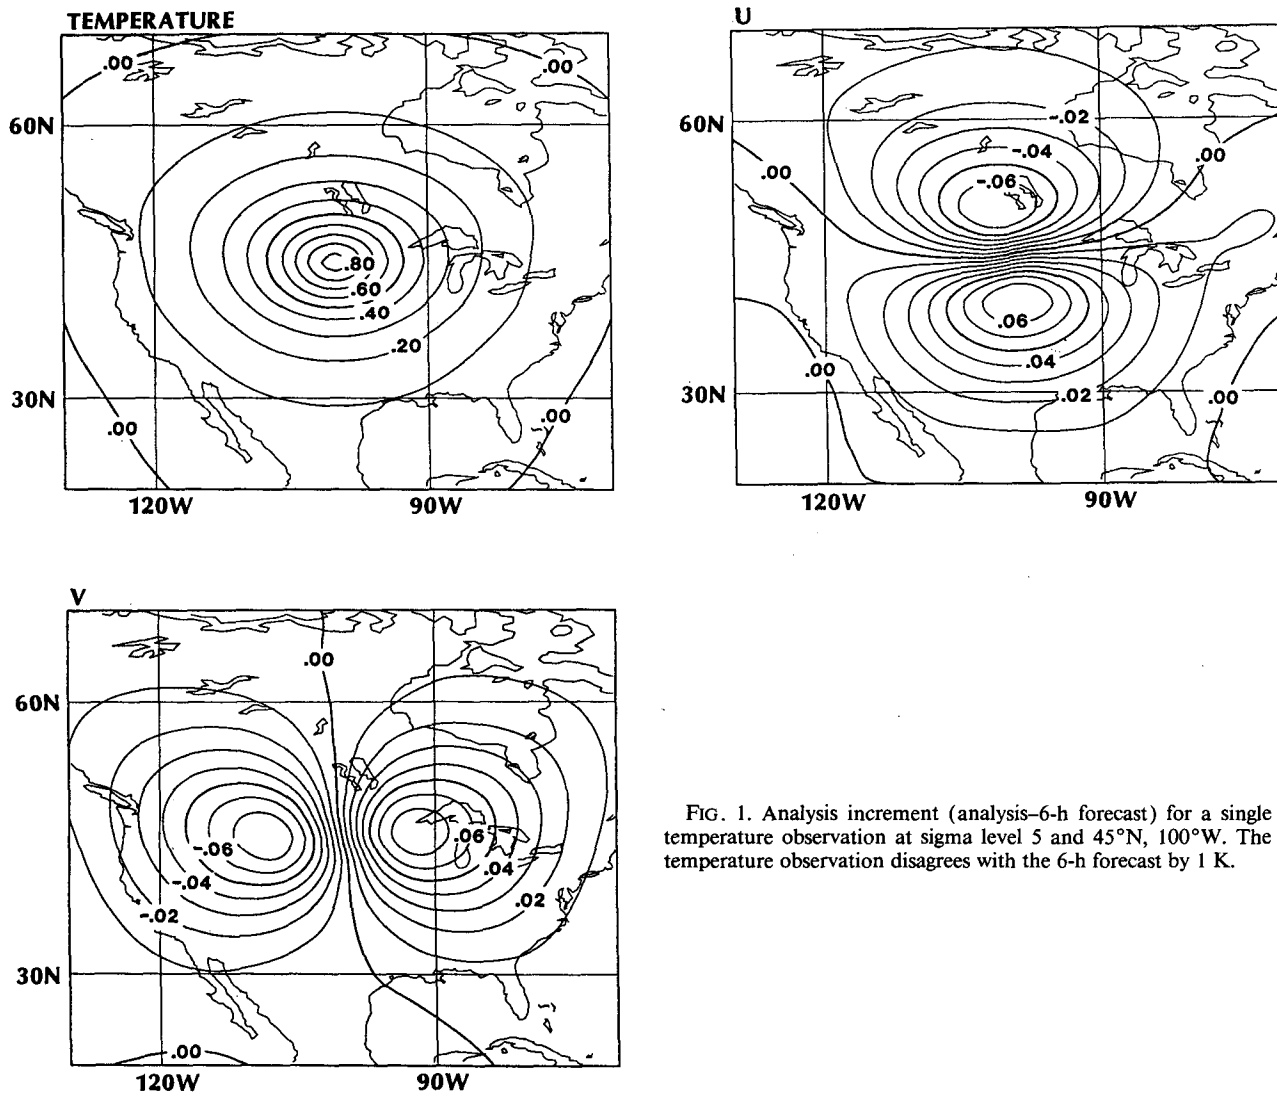 TEMPERATURE
.00
.00
60N
.80
.60
.40
.20
30N
.00
.00
120W
90W
U
-.02
60N
-.04
.00
.00
-.06
.06
.00
.04
30N
.02
.00
120W
90W
V
.00
60N
-.06
.06
-.04
.04
-.02
.02
30N
.00
120W
90W
FIG. 1. Analysis increment (analysis–6-h forecast) for a single
temperature observation at sigma level 5 and 45°N, 100°W. The
temperature observation disagrees with the 6-h forecast by 1 K.